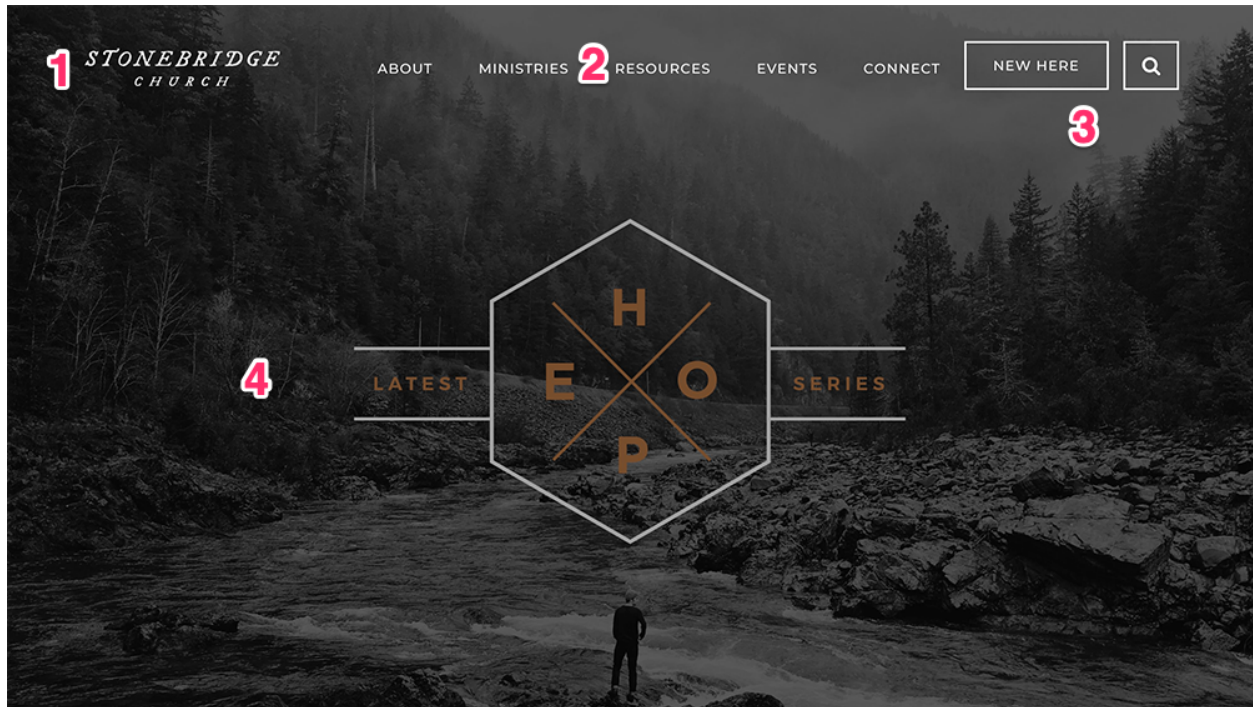 1 STONEBRIDGE
CHURCH
ABOUT MINISTRIES 2 RESOURCES EVENTS CONNECT NEW HERE
3
H
4 LATEST E O SERIES
P